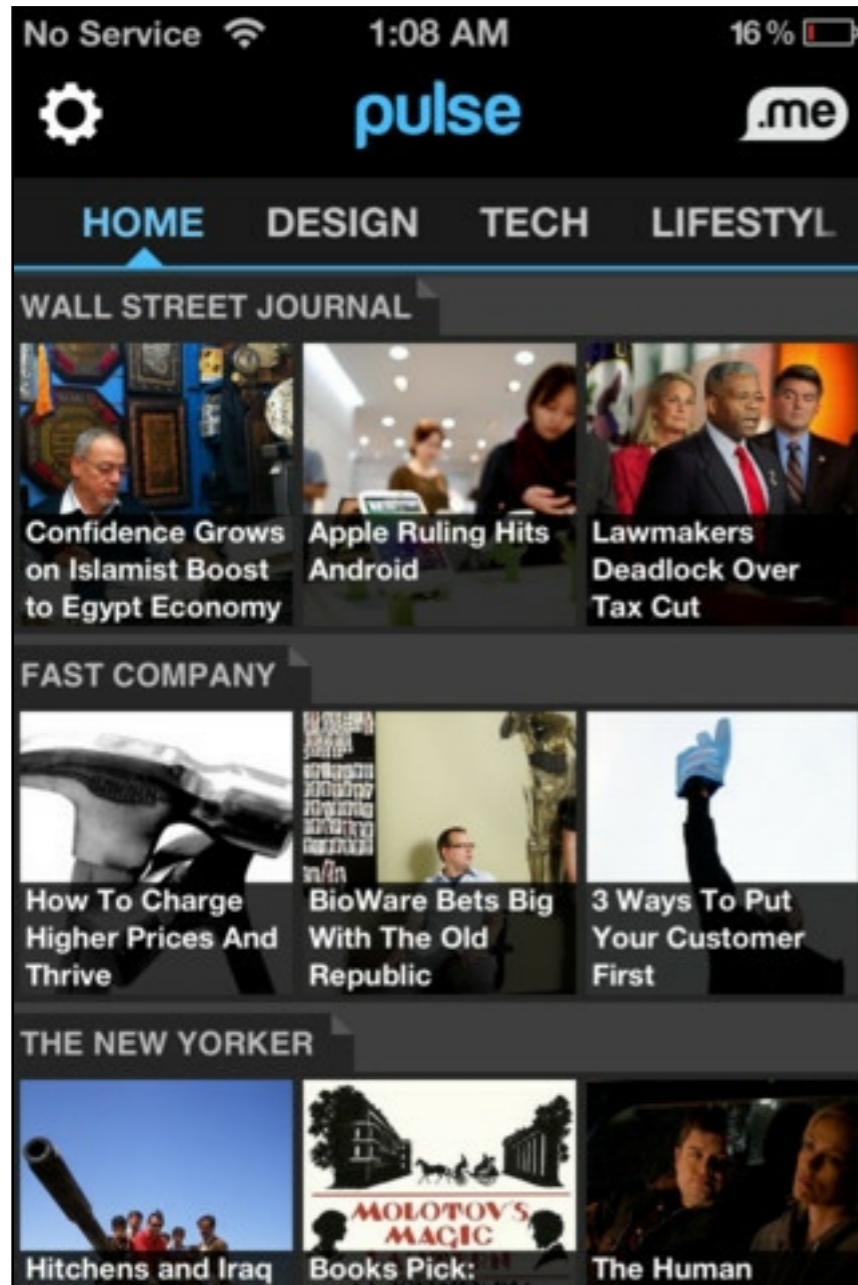 No Service 1:08 AM 16%
pulse .me
HOME DESIGN TECH LIFESTYL
WALL STREET JOURNAL
Confidence Grows
on Islamist Boost
to Egypt Economy
Apple Ruling Hits
Android
Lawmakers
Deadlock Over
Tax Cut
FAST COMPANY
How To Charge
Higher Prices And
Thrive
BioWare Bets Big
With The Old
Republic
3 Ways To Put
Your Customer
First
THE NEW YORKER
Hitchens and Iraq
MOLOTOV'S
MAGIC
Books Pick:
The Human